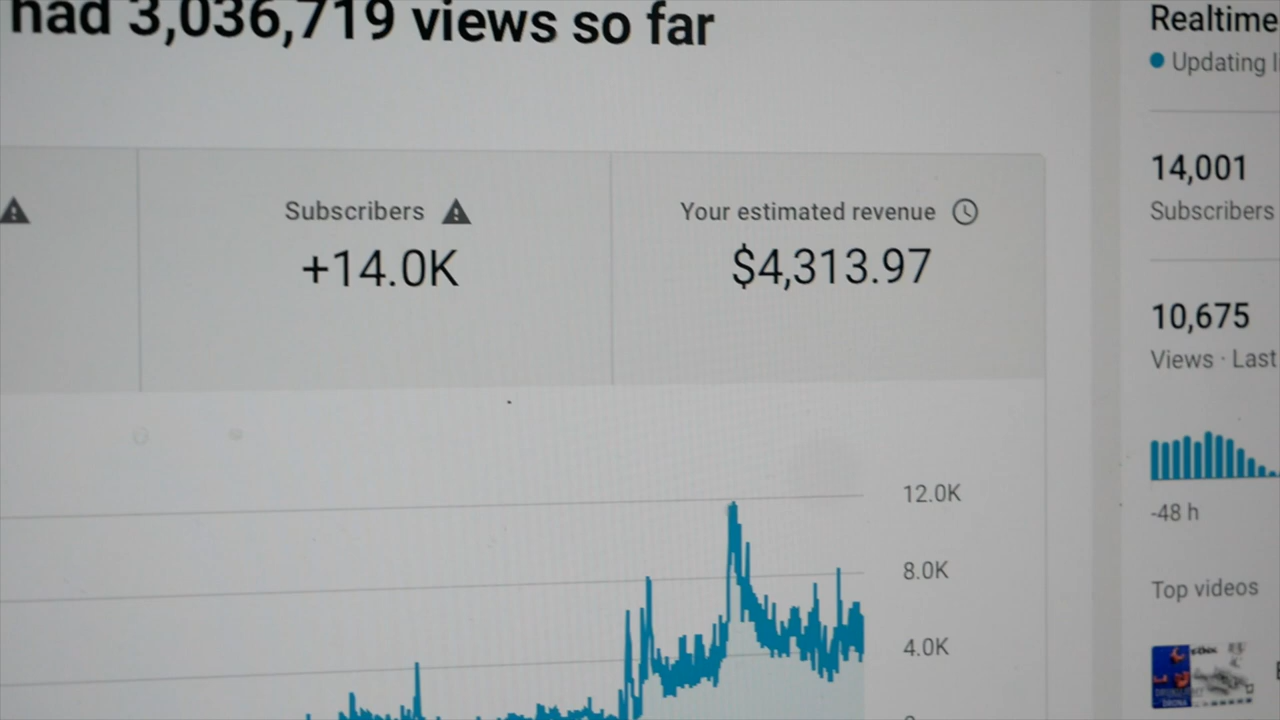 had 3,036,719 views so far
Subscribers
+14.0K
Your estimated revenue
$4,313.97
12.0K
8.0K
4.0K
Realtime
Updating
14,001
Subscribers
10,675
Views · Last
-48 h
Top videos